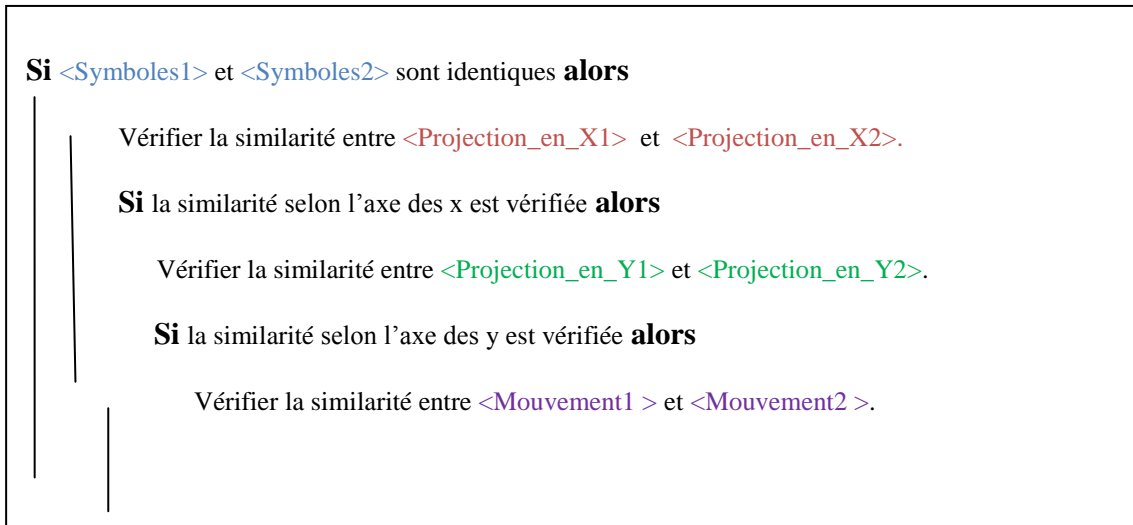 Si <Symboles1> et <Symboles2> sont identiques alors
Vérifier la similarité entre <Projection_en_X1> et <Projection_en_X2>.
Si la similarité selon l’axe des x est vérifiée alors
Vérifier la similarité entre <Projection_en_Y1> et <Projection_en_Y2>.
Si la similarité selon l’axe des y est vérifiée alors
Vérifier la similarité entre <Mouvement1 > et <Mouvement2 >.